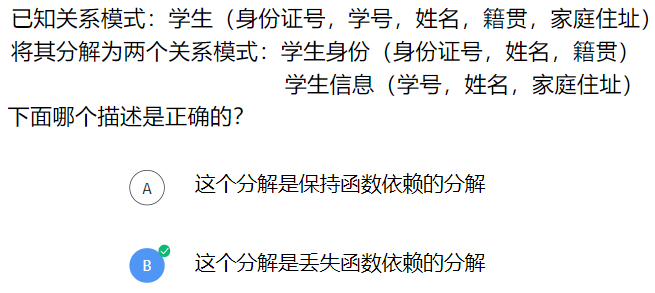 已知关系模式：学生（身份证号，学号，姓名，籍贯，家庭住址）
将其分解为两个关系模式：学生身份（身份证号，姓名，籍贯）
学生信息（学号，姓名，家庭住址）
下面哪个描述是正确的？
A 这个分解是保持函数依赖的分解
B 这个分解是丢失函数依赖的分解